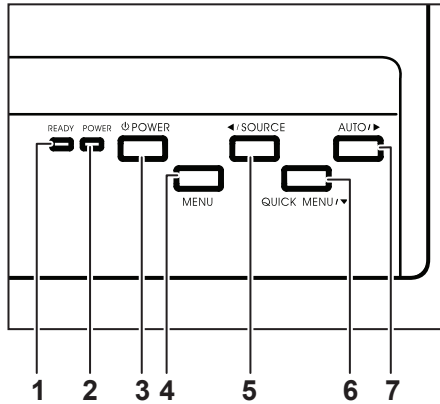 READY POWER ⏻ POWER ◀/SOURCE AUTO/▶
MENU QUICK MENU/▼
1 2 3 4 5 6 7